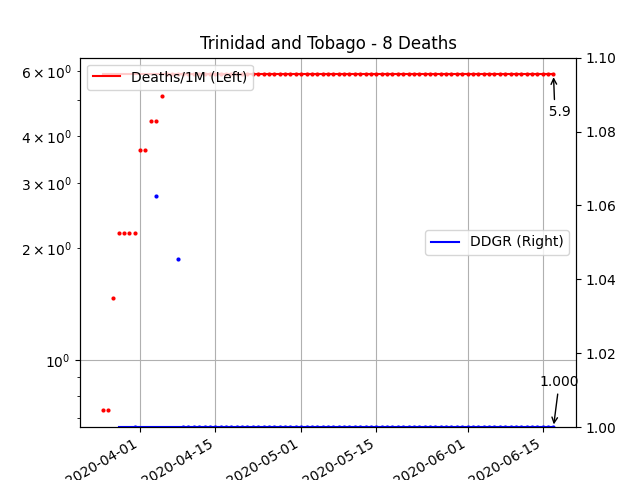 Trinidad and Tobago - 8 Deaths
6 × 10⁰
4 × 10⁰
3 × 10⁰
2 × 10⁰
10⁰
Deaths/1M (Left)
5.9
DDGR (Right)
1.000
1.10
1.08
1.06
1.04
1.02
1.00
2020-04-01
2020-04-15
2020-05-01
2020-05-15
2020-06-01
2020-06-15